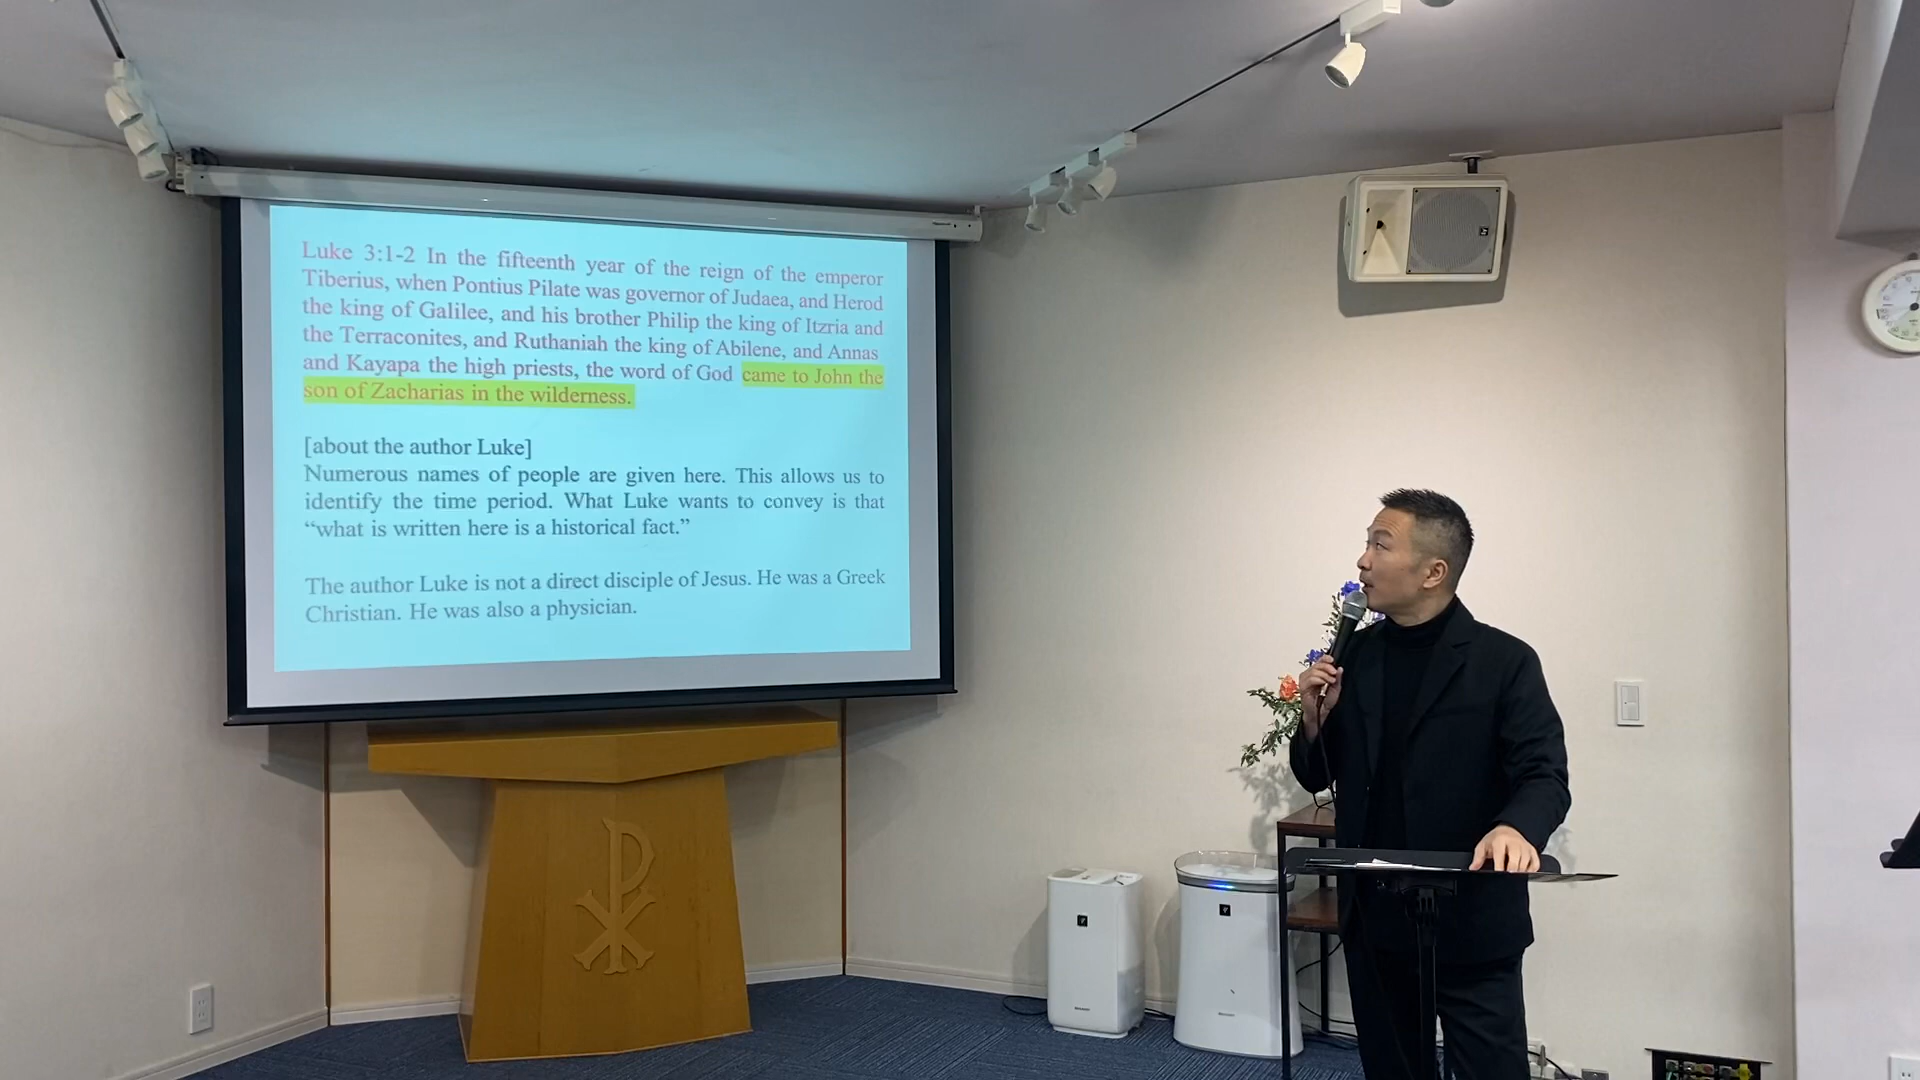 Luke 3:1-2 In the fifteenth year of the reign of the emperor
Tiberius, when Pontius Pilate was governor of Judaea, and Herod
the king of Galilee, and his brother Philip the king of Itzria and
the Terraconites, and Ruthaniah the king of Abilene, and Annas
and Kayapa the high priests, the word of God came to John the
son of Zacharias in the wilderness.
[about the author Luke]
Numerous names of people are given here. This allows us to
identify the time period. What Luke wants to convey is that
“what is written here is a historical fact.”
The author Luke is not a direct disciple of Jesus. He was a Greek
Christian. He was also a physician.